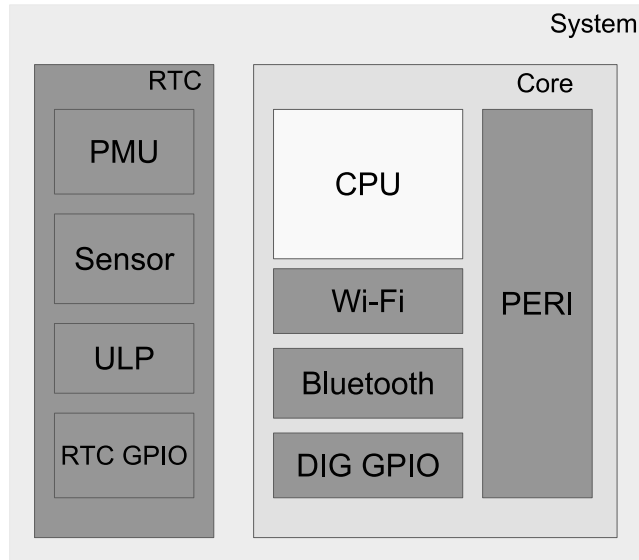 System
RTC
PMU
Sensor
ULP
RTC GPIO
Core
CPU
Wi-Fi
Bluetooth
DIG GPIO
PERI